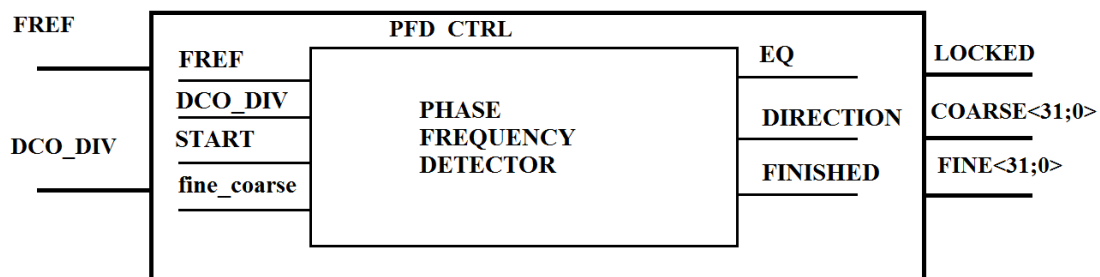 FREF
DCO_DIV
PFD CTRL
FREF
DCO_DIV
START
fine_coarse
PHASE
FREQUENCY
DETECTOR
EQ
DIRECTION
FINISHED
LOCKED
COARSE<31;0>
FINE<31;0>